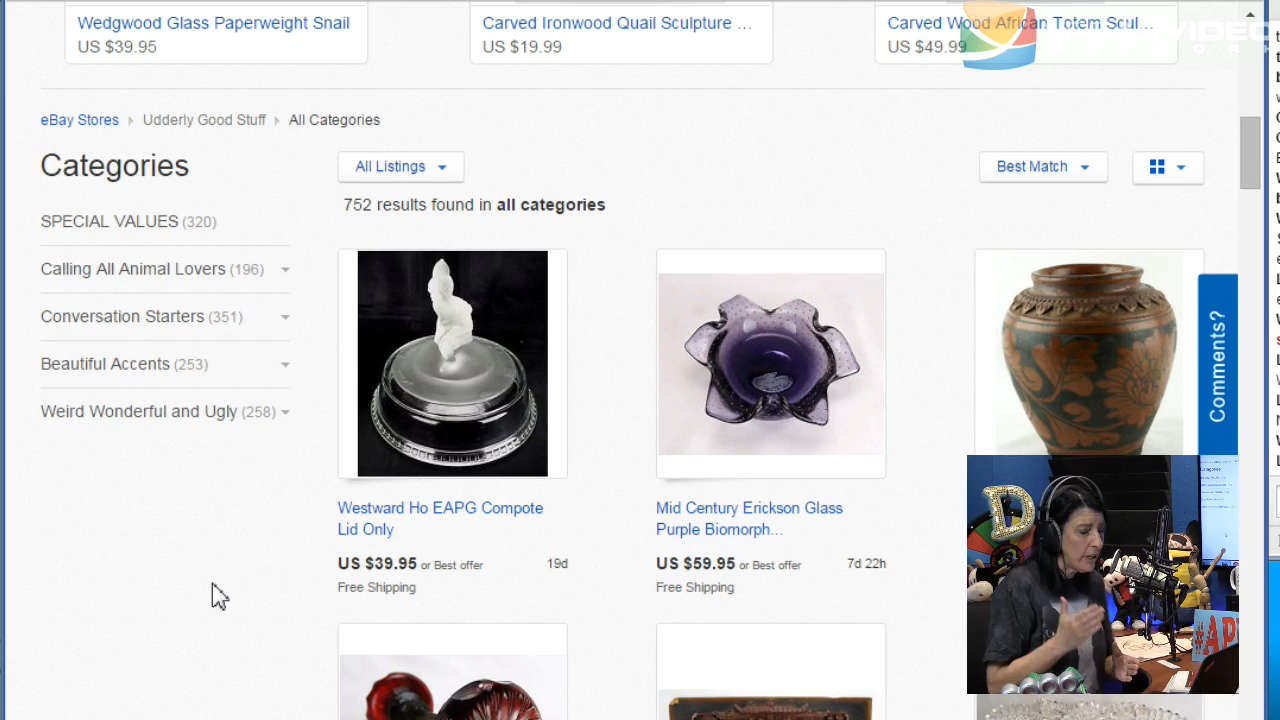 Wedgwood Glass Paperweight Snail
US $39.95
Carved Ironwood Quail Sculpture ...
US $19.99
Carved Wood African Totem Scul...
US $49.99
VIDEO
eBay Stores Udderly Good Stuff All Categories
Categories
SPECIAL VALUES (320)
Calling All Animal Lovers (196)
Conversation Starters (351)
Beautiful Accents (253)
Weird Wonderful and Ugly (258)
All Listings
Best Match
752 results found in all categories
Westward Ho EAPG Compote
Lid Only
US $39.95 or Best offer 19d
Free Shipping
Mid Century Erickson Glass
Purple Biomorph...
US $59.95 or Best offer 7d 22h
Free Shipping
Comments?
D